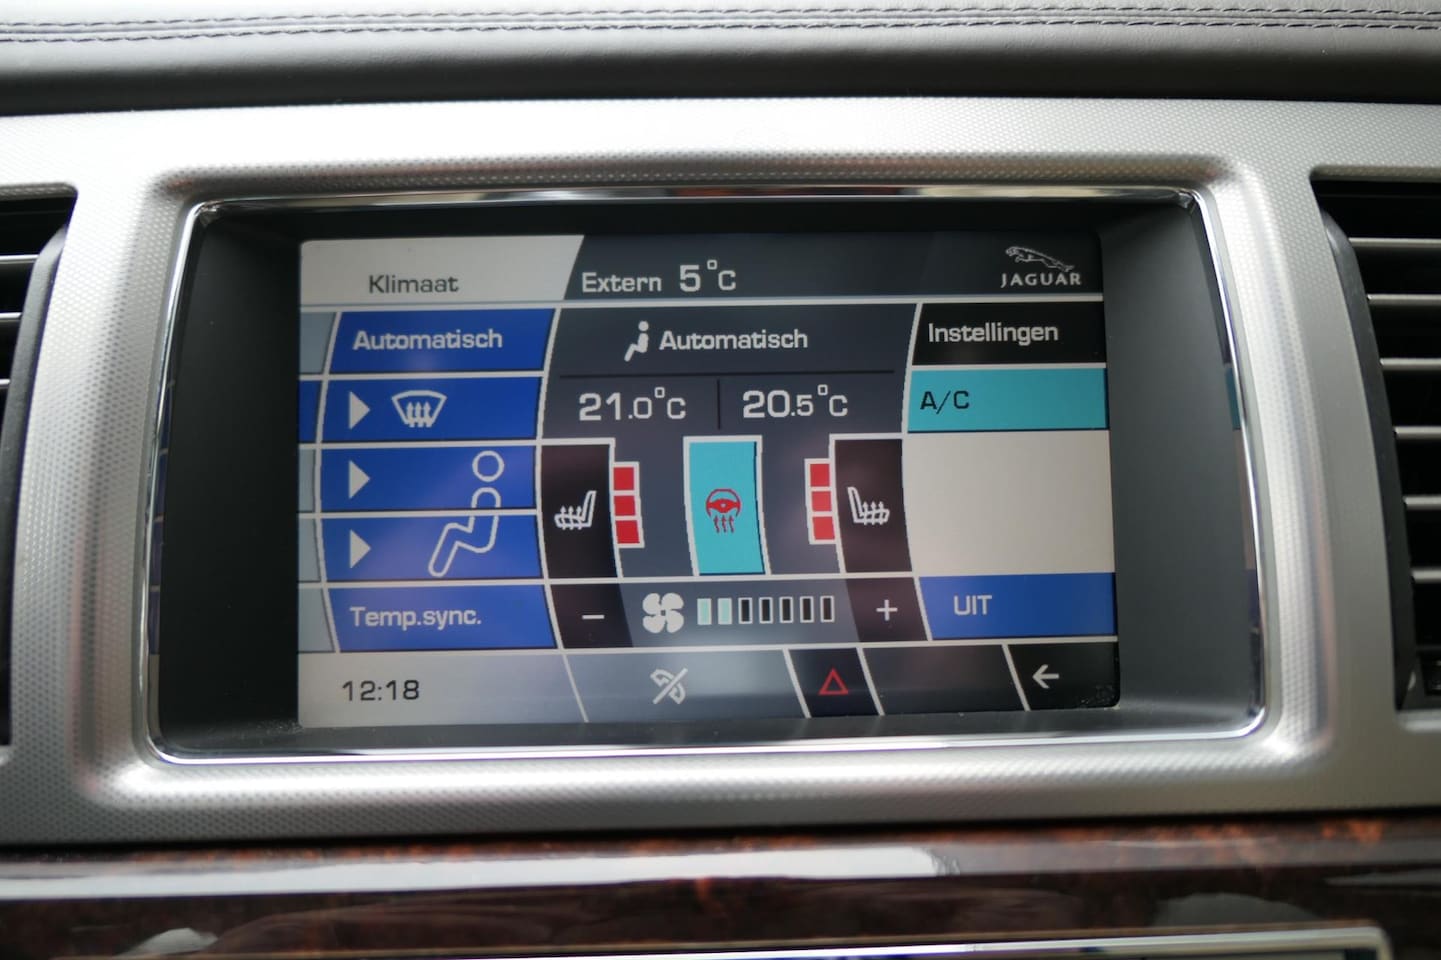 Klimaat
Extern 5°C
JAGUAR
Automatisch
Automatisch
Instellingen
21.0°C
20.5°C
A/C
Temp.sync.
− +
UIT
12:18